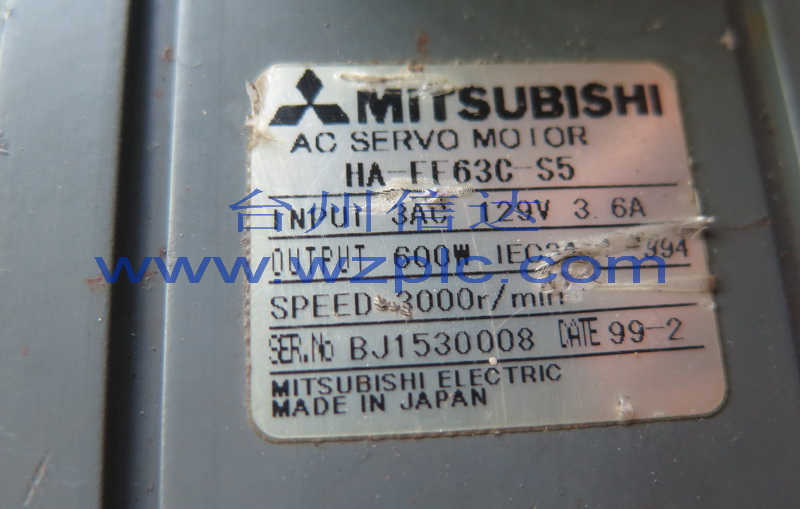 MITSUBISHI
AC SERVO MOTOR
HA-FF63C-S5
台州信达
INPUT 3AC 129V 3.6A
OUTPUT 600W 994
www.wzplc.com
SPEED 3000r/min
SER.No BJ1530008 DATE 99-2
MITSUBISHI ELECTRIC
MADE IN JAPAN